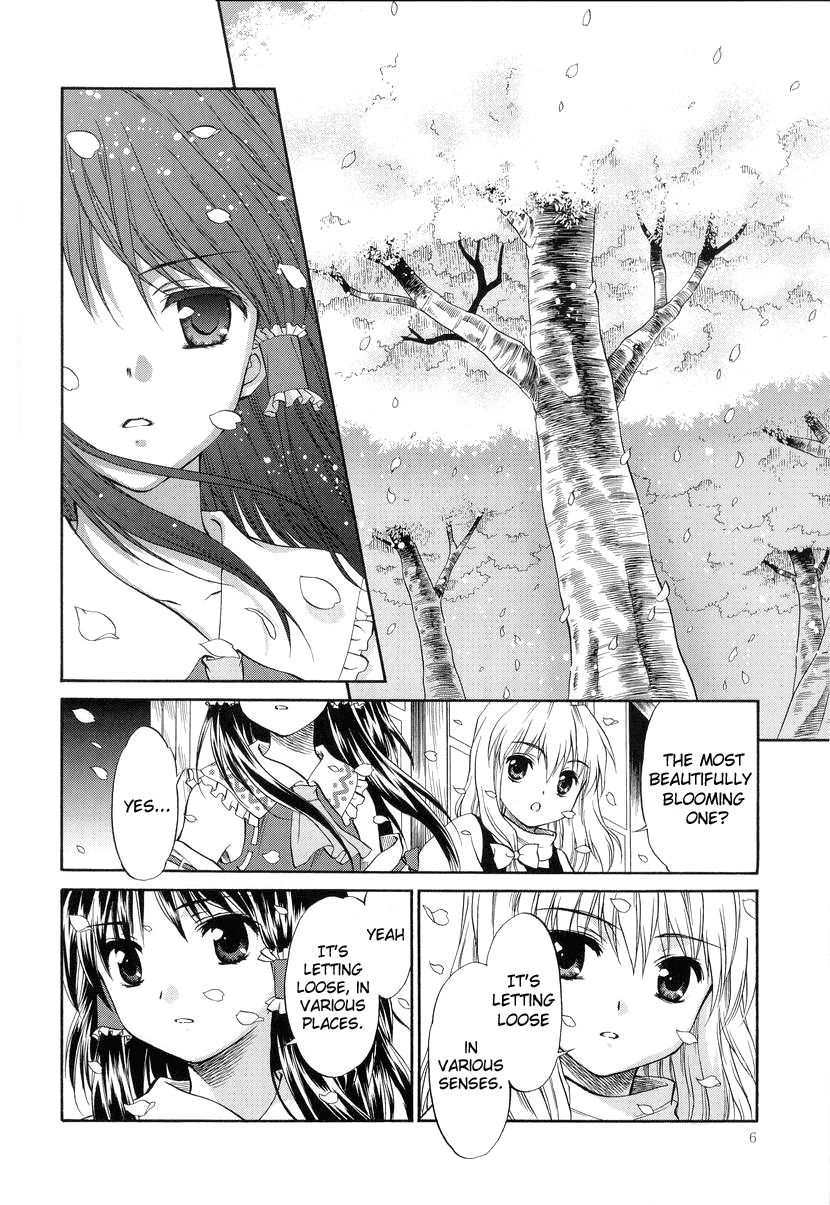 THE MOST
BEAUTIFULLY
BLOOMING
ONE?
YES...
IT'S
LETTING
LOOSE
IN
VARIOUS
SENSES.
YEAH
IT'S
LETTING
LOOSE, IN
VARIOUS
PLACES.
6